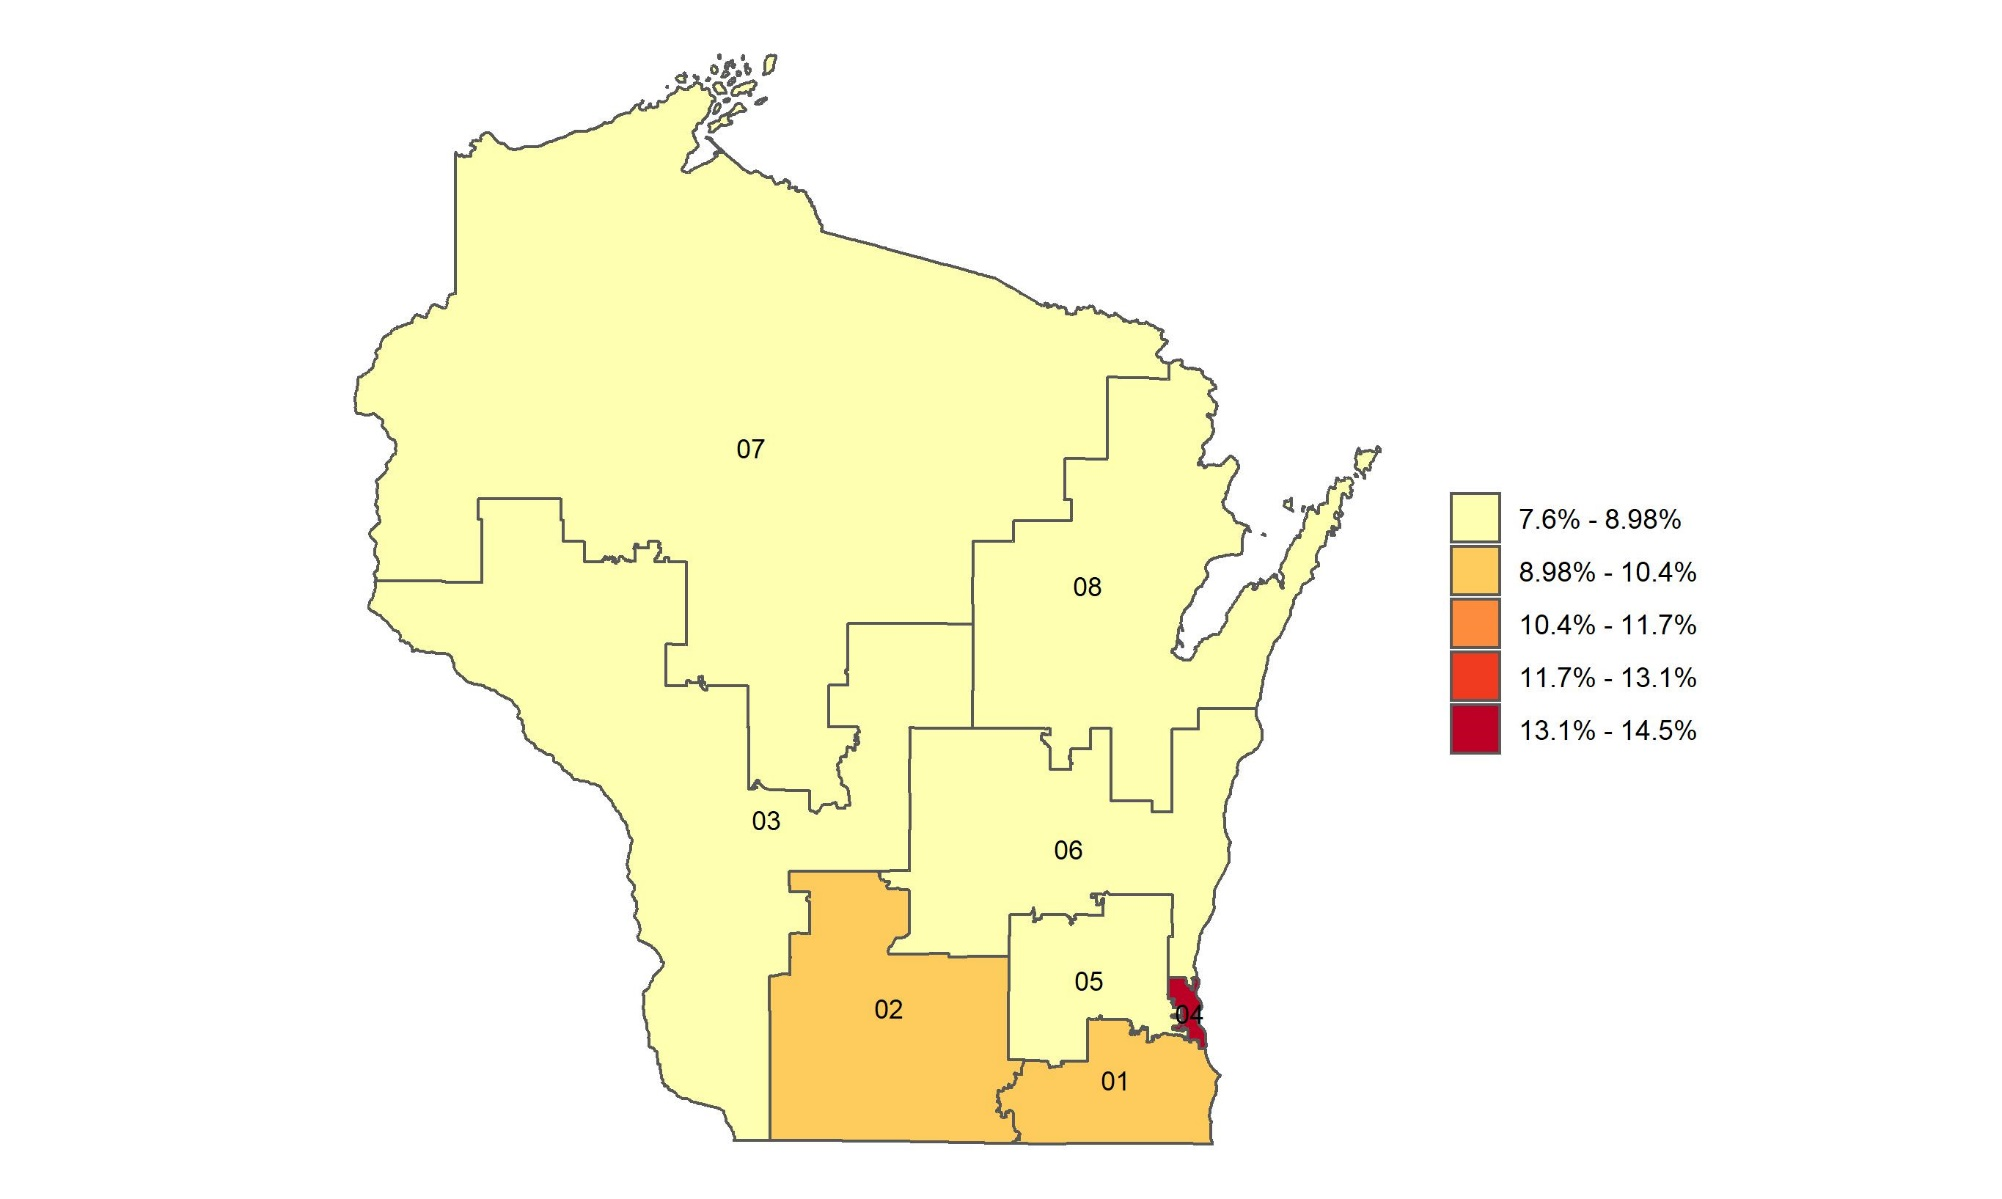 07
08
7.6% - 8.98%
8.98% - 10.4%
10.4% - 11.7%
11.7% - 13.1%
13.1% - 14.5%
03
06
05
02
04
01